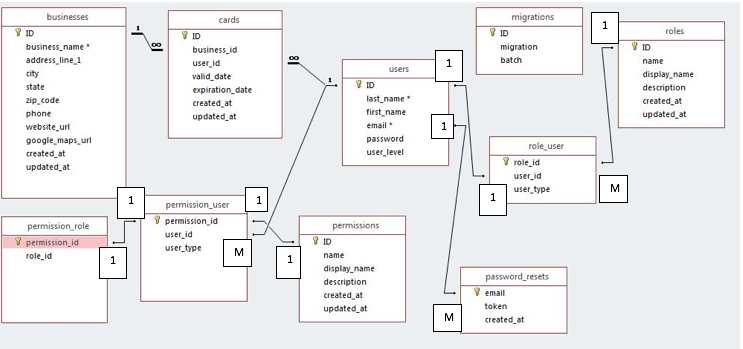 businesses
ID
business_name *
address_line_1
city
state
zip_code
phone
website_url
google_maps_url
created_at
updated_at
1
∞
cards
ID
business_id
user_id
valid_date
expiration_date
created_at
updated_at
∞
1
users
ID
last_name *
first_name
email *
password
user_level
1
1
migrations
ID
migration
batch
1
roles
ID
name
display_name
description
created_at
updated_at
role_user
role_id
user_id
user_type
1
M
permission_role
permission_id
role_id
1
1
permission_user
permission_id
user_id
user_type
1
M
1
permissions
ID
name
display_name
description
created_at
updated_at
password_resets
email
token
created_at
M